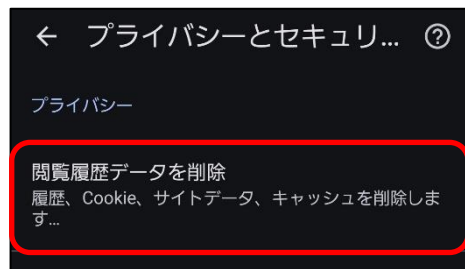 ← プライバシーとセキュリ... ?
プライバシー
閲覧履歴データを削除
履歴、Cookie、サイトデータ、キャッシュを削除しま
す...